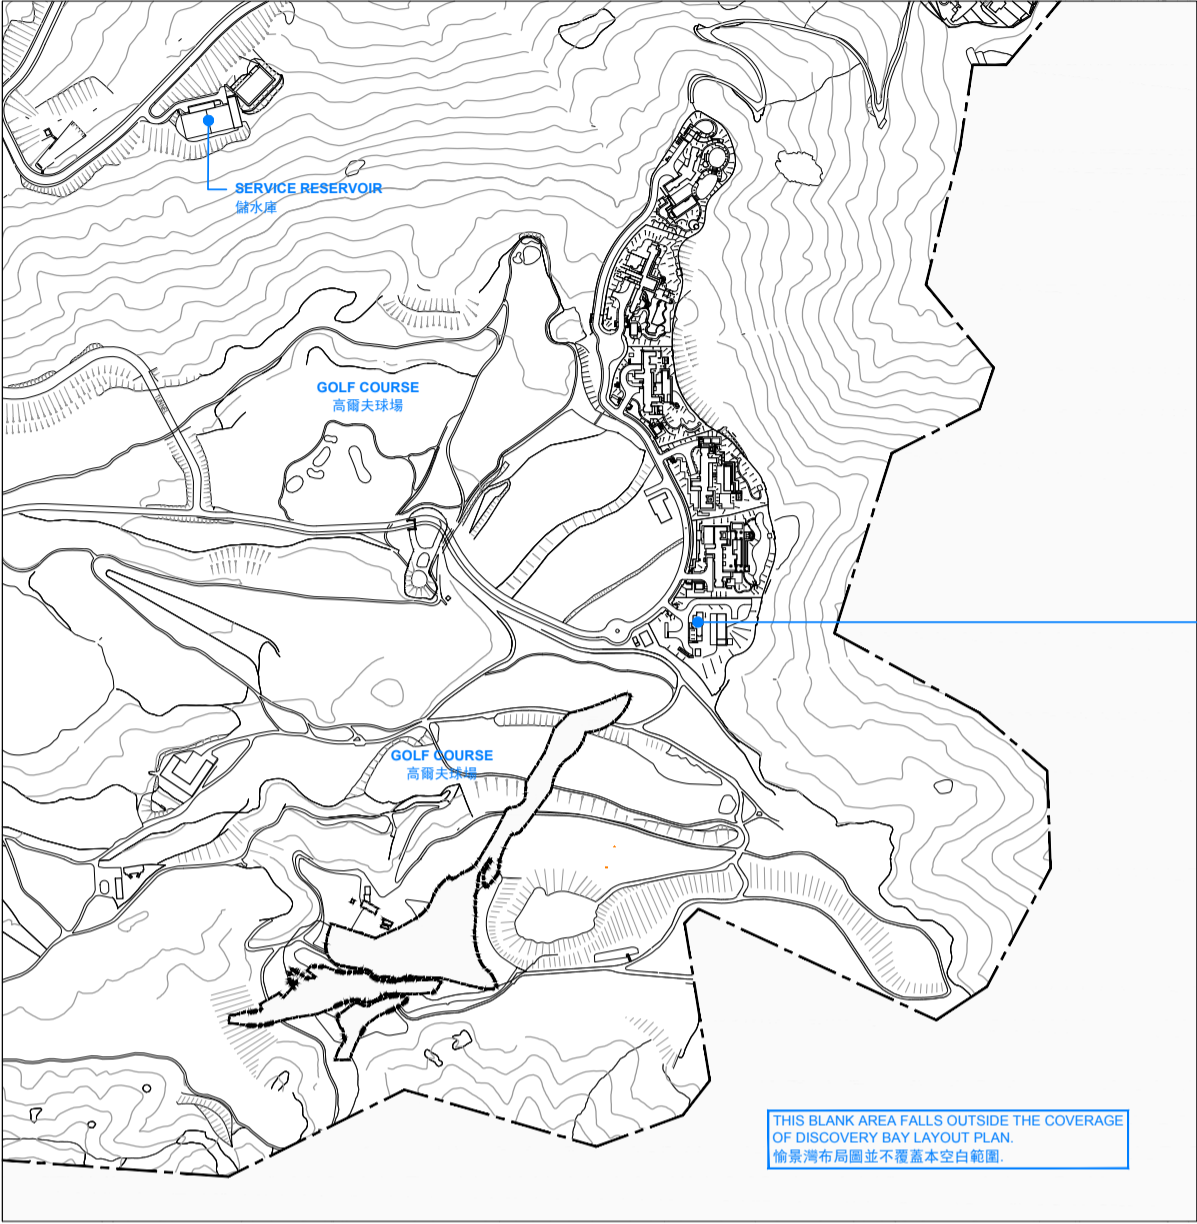 SERVICE RESERVOIR
儲水庫
GOLF COURSE
高爾夫球場
GOLF COURSE
高爾夫球場
THIS BLANK AREA FALLS OUTSIDE THE COVERAGE
OF DISCOVERY BAY LAYOUT PLAN.
愉景灣布局圖並不覆蓋本空白範圍.